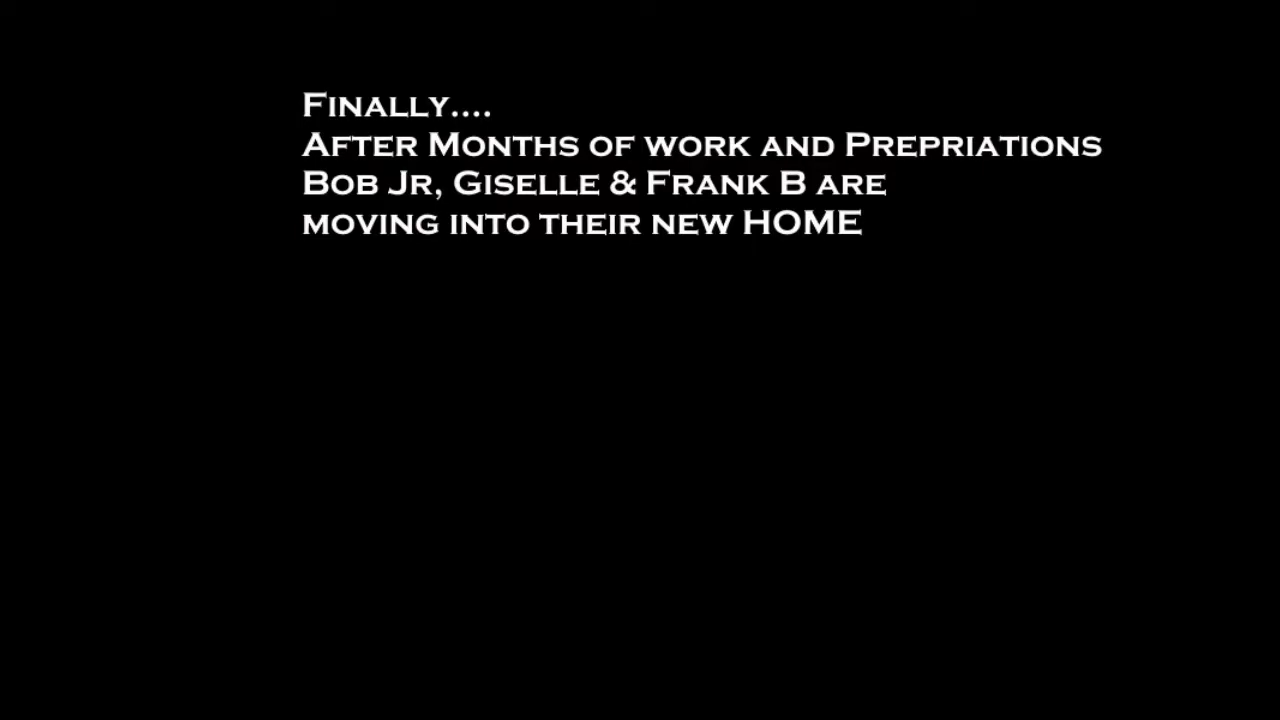 Finally....
After Months of work and Prepriations
Bob Jr, Giselle & Frank B are
moving into their new HOME